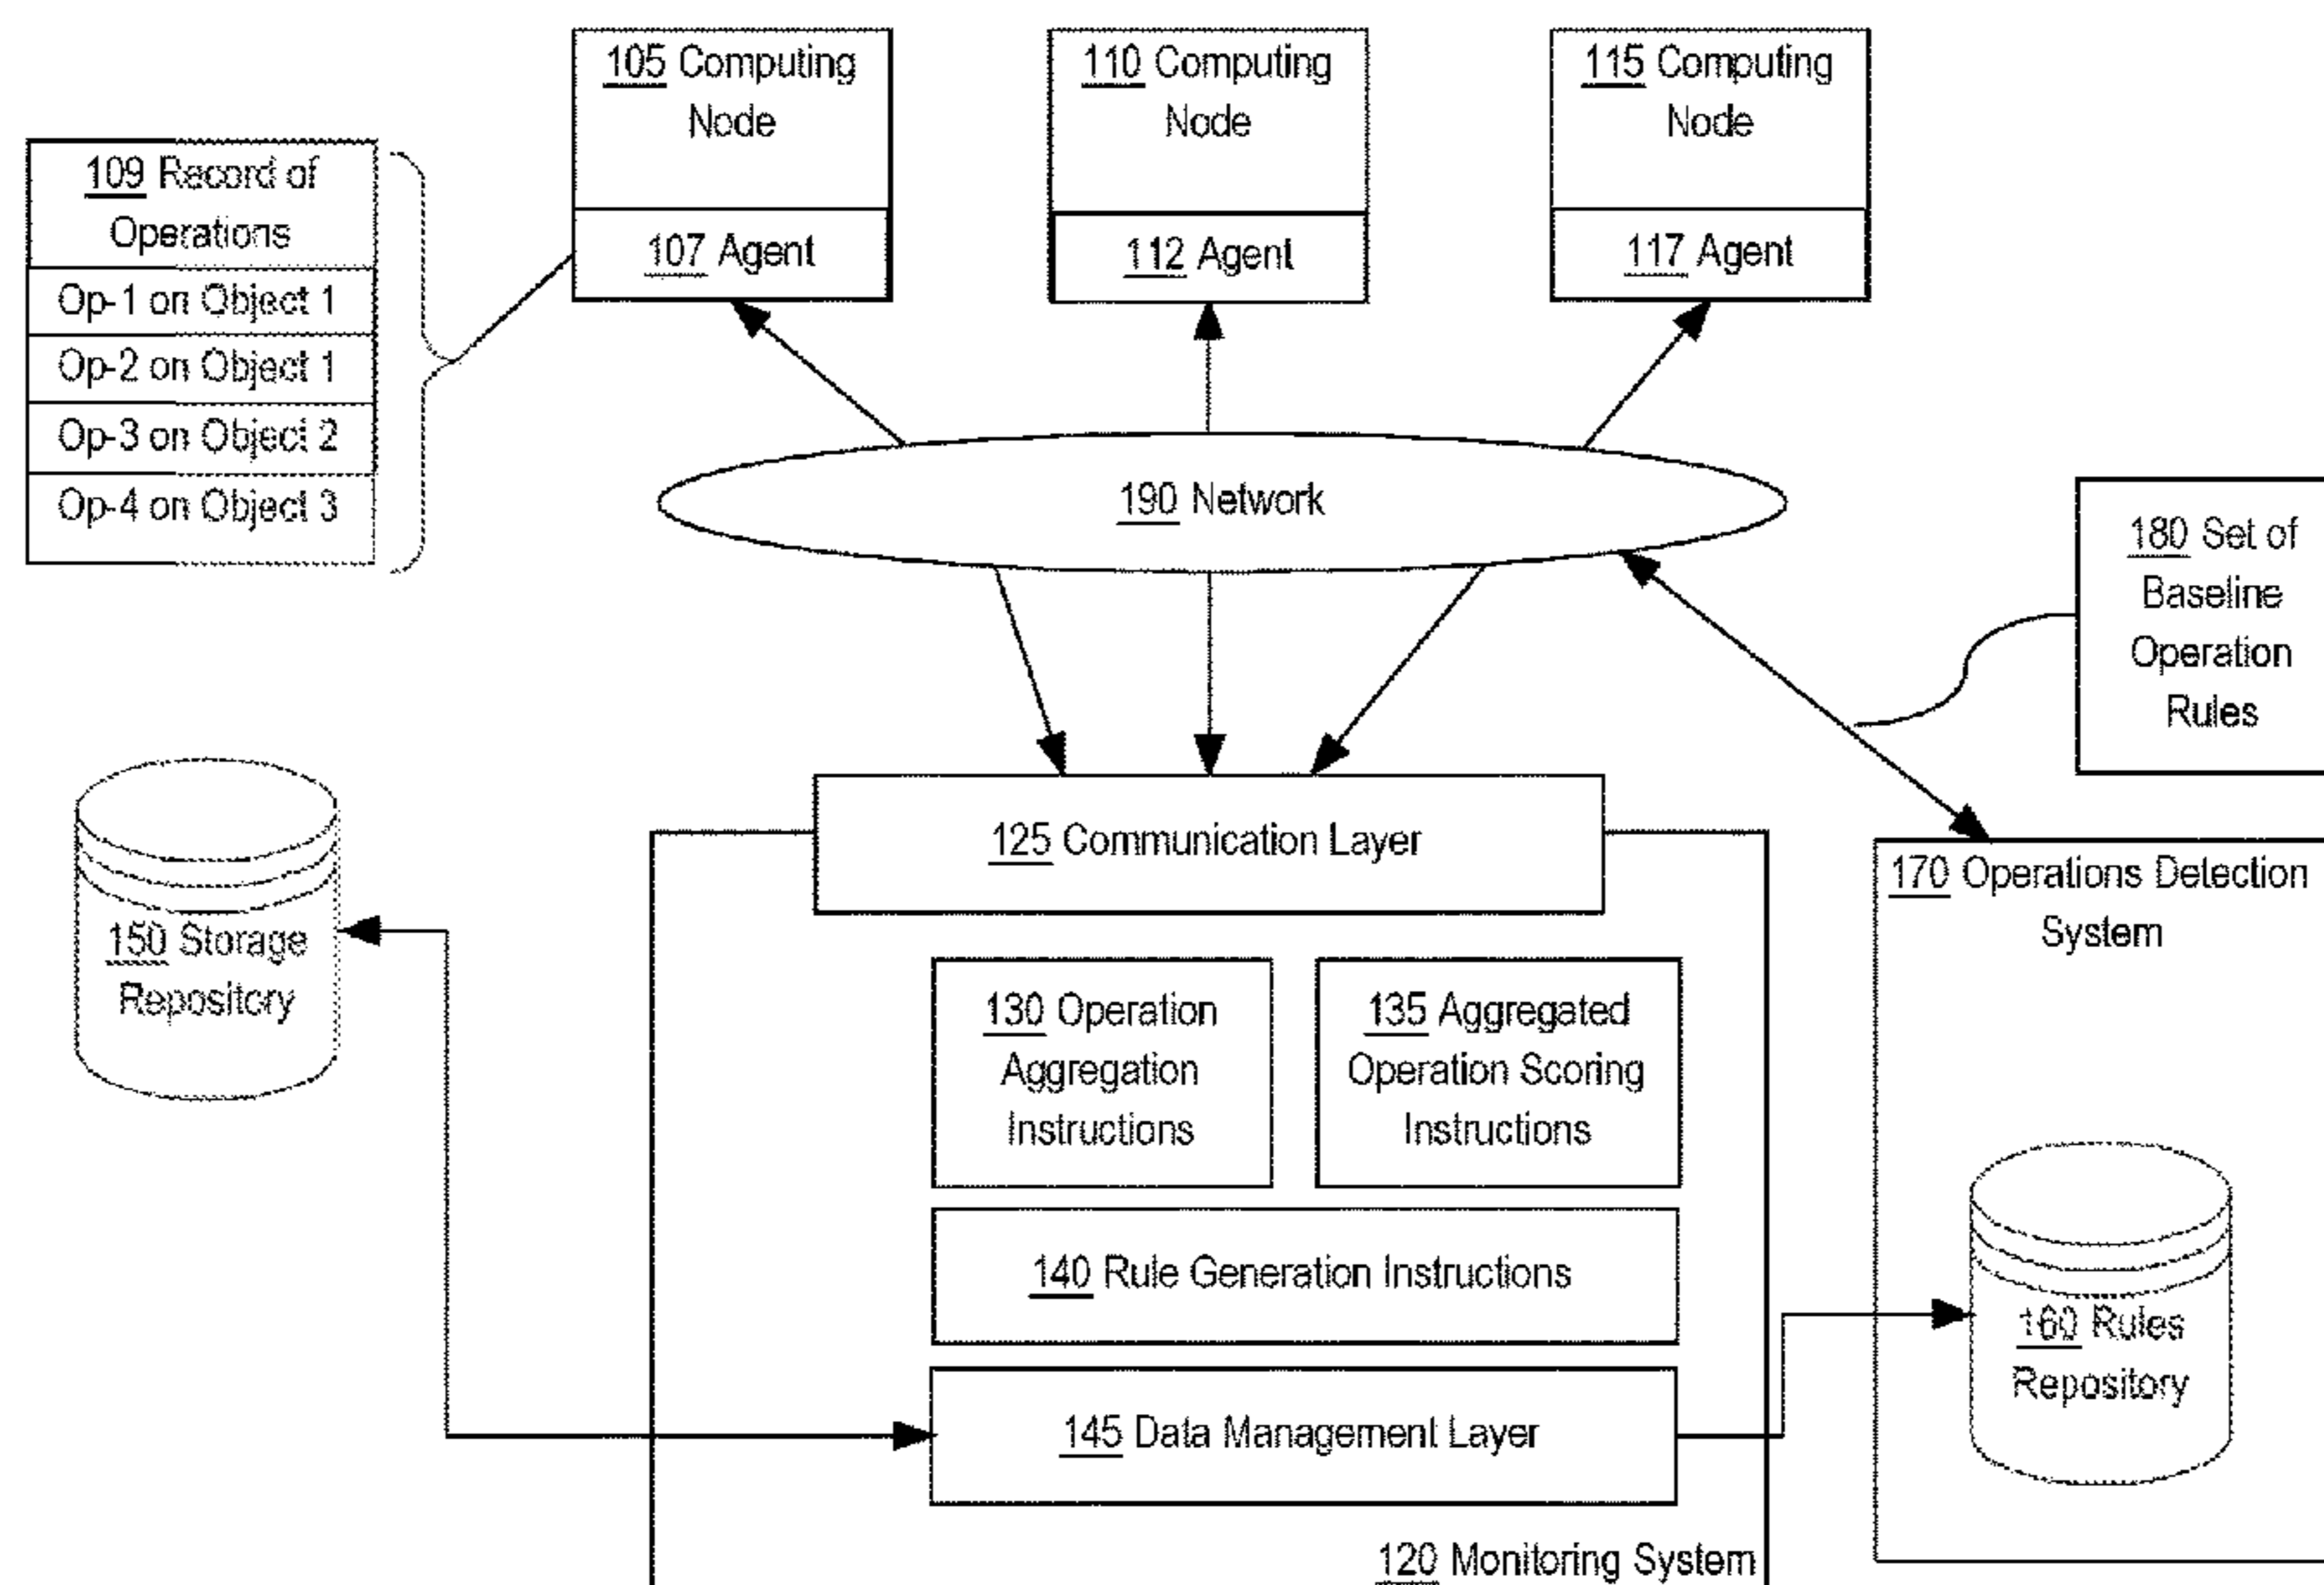 105 Computing
Node
107 Agent
110 Computing
Node
112 Agent
115 Computing
Node
117 Agent
109 Record of
Operations
Op-1 on Object 1
Op-2 on Object 1
Op-3 on Object 2
Op-4 on Object 3
190 Network
180 Set of
Baseline
Operation
Rules
125 Communication Layer
150 Storage
Repository
130 Operation
Aggregation
Instructions
135 Aggregated
Operation Scoring
Instructions
140 Rule Generation Instructions
145 Data Management Layer
120 Monitoring System
170 Operations Detection
System
160 Rules
Repository